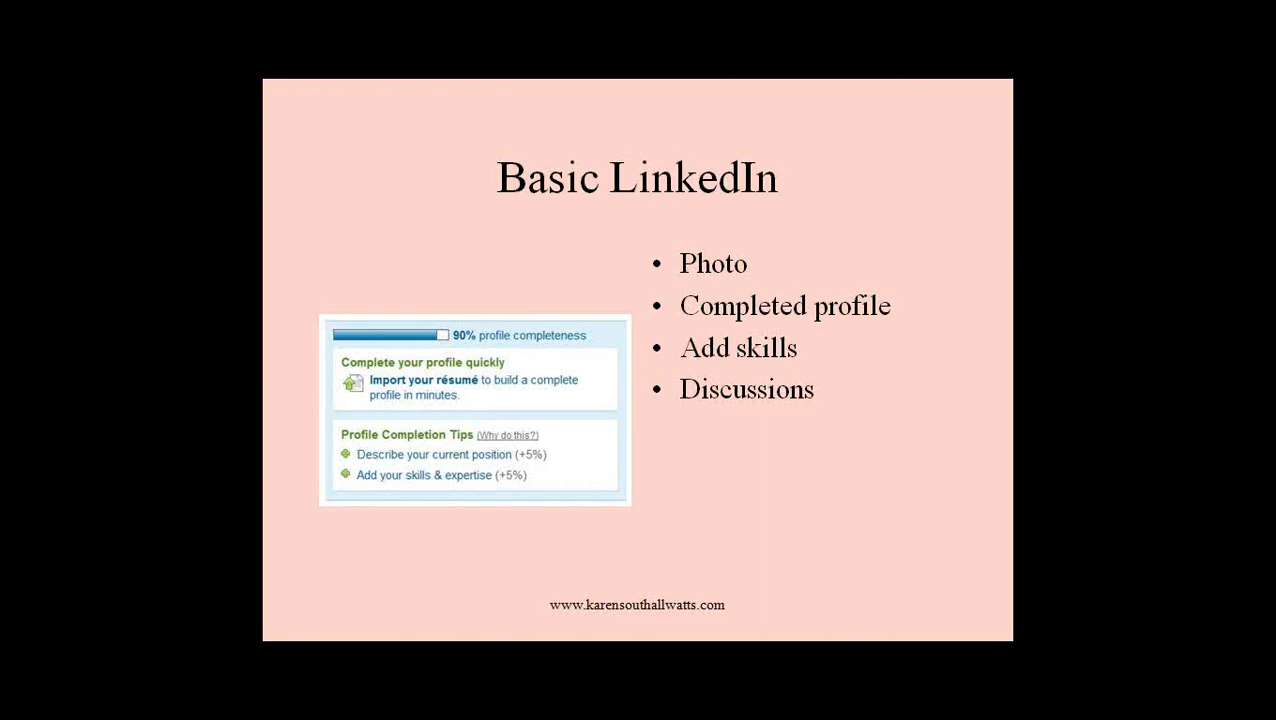 Basic LinkedIn
• Photo
• Completed profile
• Add skills
• Discussions
90% profile completeness
Complete your profile quickly
Import your résumé to build a complete
profile in minutes.
Profile Completion Tips (Why do this?)
Describe your current position (+5%)
Add your skills & expertise (+5%)
www.karensouthallwatts.com